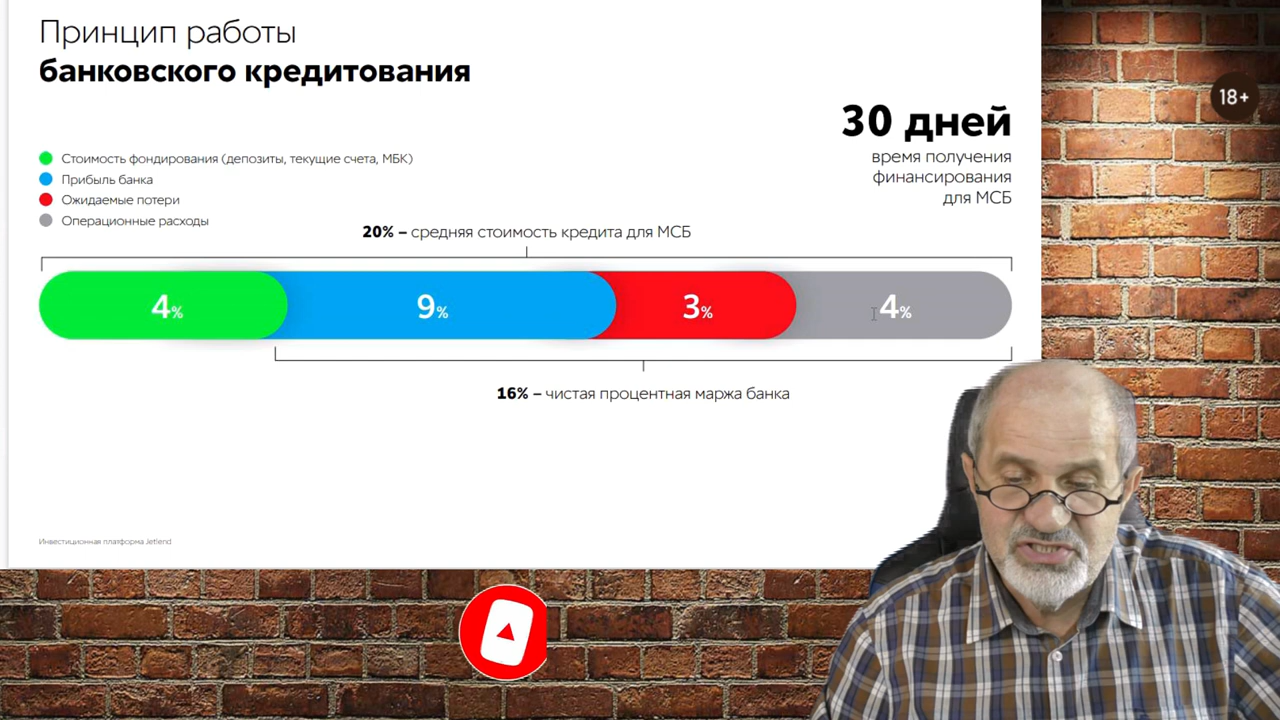 Принцип работы
банковского кредитования
18+
30 дней
время получения
финансирования
для МСБ
Стоимость фондирования (депозиты, текущие счета, МБК)
Прибыль банка
Ожидаемые потери
Операционные расходы
20% – средняя стоимость кредита для МСБ
4% 9% 3% 4%
16% – чистая процентная маржа банка
Инвестиционная платформа Jetlend